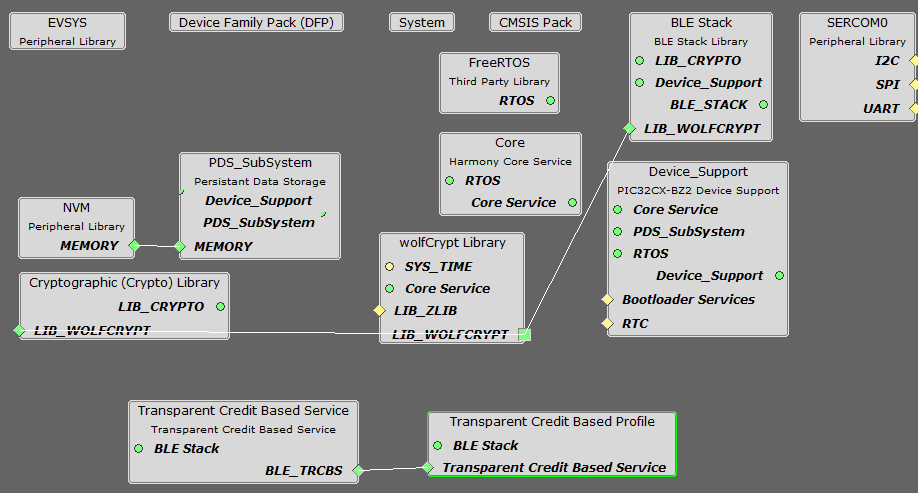 EVSYS
Peripheral Library
Device Family Pack (DFP)
System
CMSIS Pack
BLE Stack
BLE Stack Library
LIB_CRYPTO
Device_Support
BLE_STACK
LIB_WOLFCRYPT
SERCOM0
Peripheral Library
I2C
SPI
UART
FreeRTOS
Third Party Library
RTOS
Core
Harmony Core Service
RTOS
Core Service
PDS_SubSystem
Persistant Data Storage
Device_Support
PDS_SubSystem
MEMORY
NVM
Peripheral Library
MEMORY
Device_Support
PIC32CX-BZ2 Device Support
Core Service
PDS_SubSystem
RTOS
Device_Support
Bootloader Services
RTC
wolfCrypt Library
SYS_TIME
Core Service
LIB_ZLIB
LIB_WOLFCRYPT
Cryptographic (Crypto) Library
LIB_CRYPTO
LIB_WOLFCRYPT
Transparent Credit Based Service
Transparent Credit Based Service
BLE Stack
BLE_TRCBS
Transparent Credit Based Profile
BLE Stack
Transparent Credit Based Service